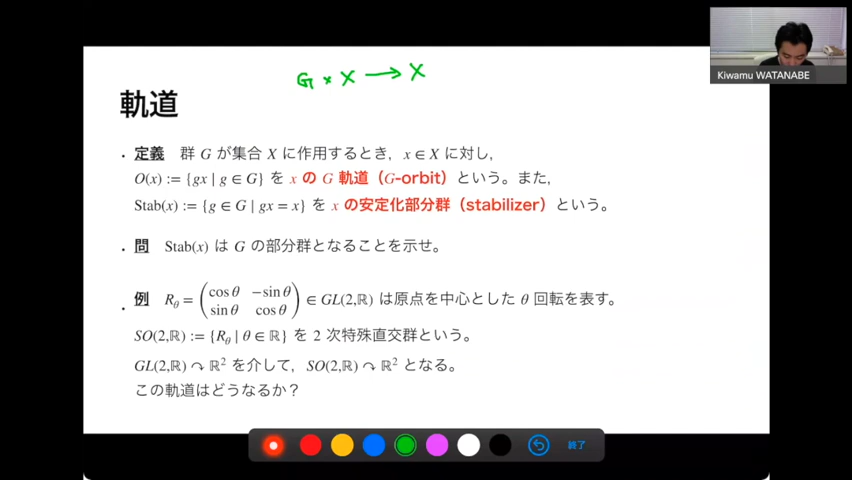 G × X → X
Kiwamu WATANABE
軌道
・定義 群 G が集合 X に作用するとき，x ∈ X に対し，
O(x) := {gx | g ∈ G} を x の G 軌道（G-orbit）という。また，
Stab(x) := {g ∈ G | gx = x} を x の安定化部分群（stabilizer）という。
・問 Stab(x) は G の部分群となることを示せ。
・例 R_θ = (cos θ −sin θ
sin θ cos θ) ∈ GL(2,ℝ) は原点を中心とした θ 回転を表す。
SO(2,ℝ) := {R_θ | θ ∈ ℝ} を 2 次特殊直交群という。
GL(2,ℝ) ↷ ℝ² を介して，SO(2,ℝ) ↷ ℝ² となる。
この軌道はどうなるか？
終了